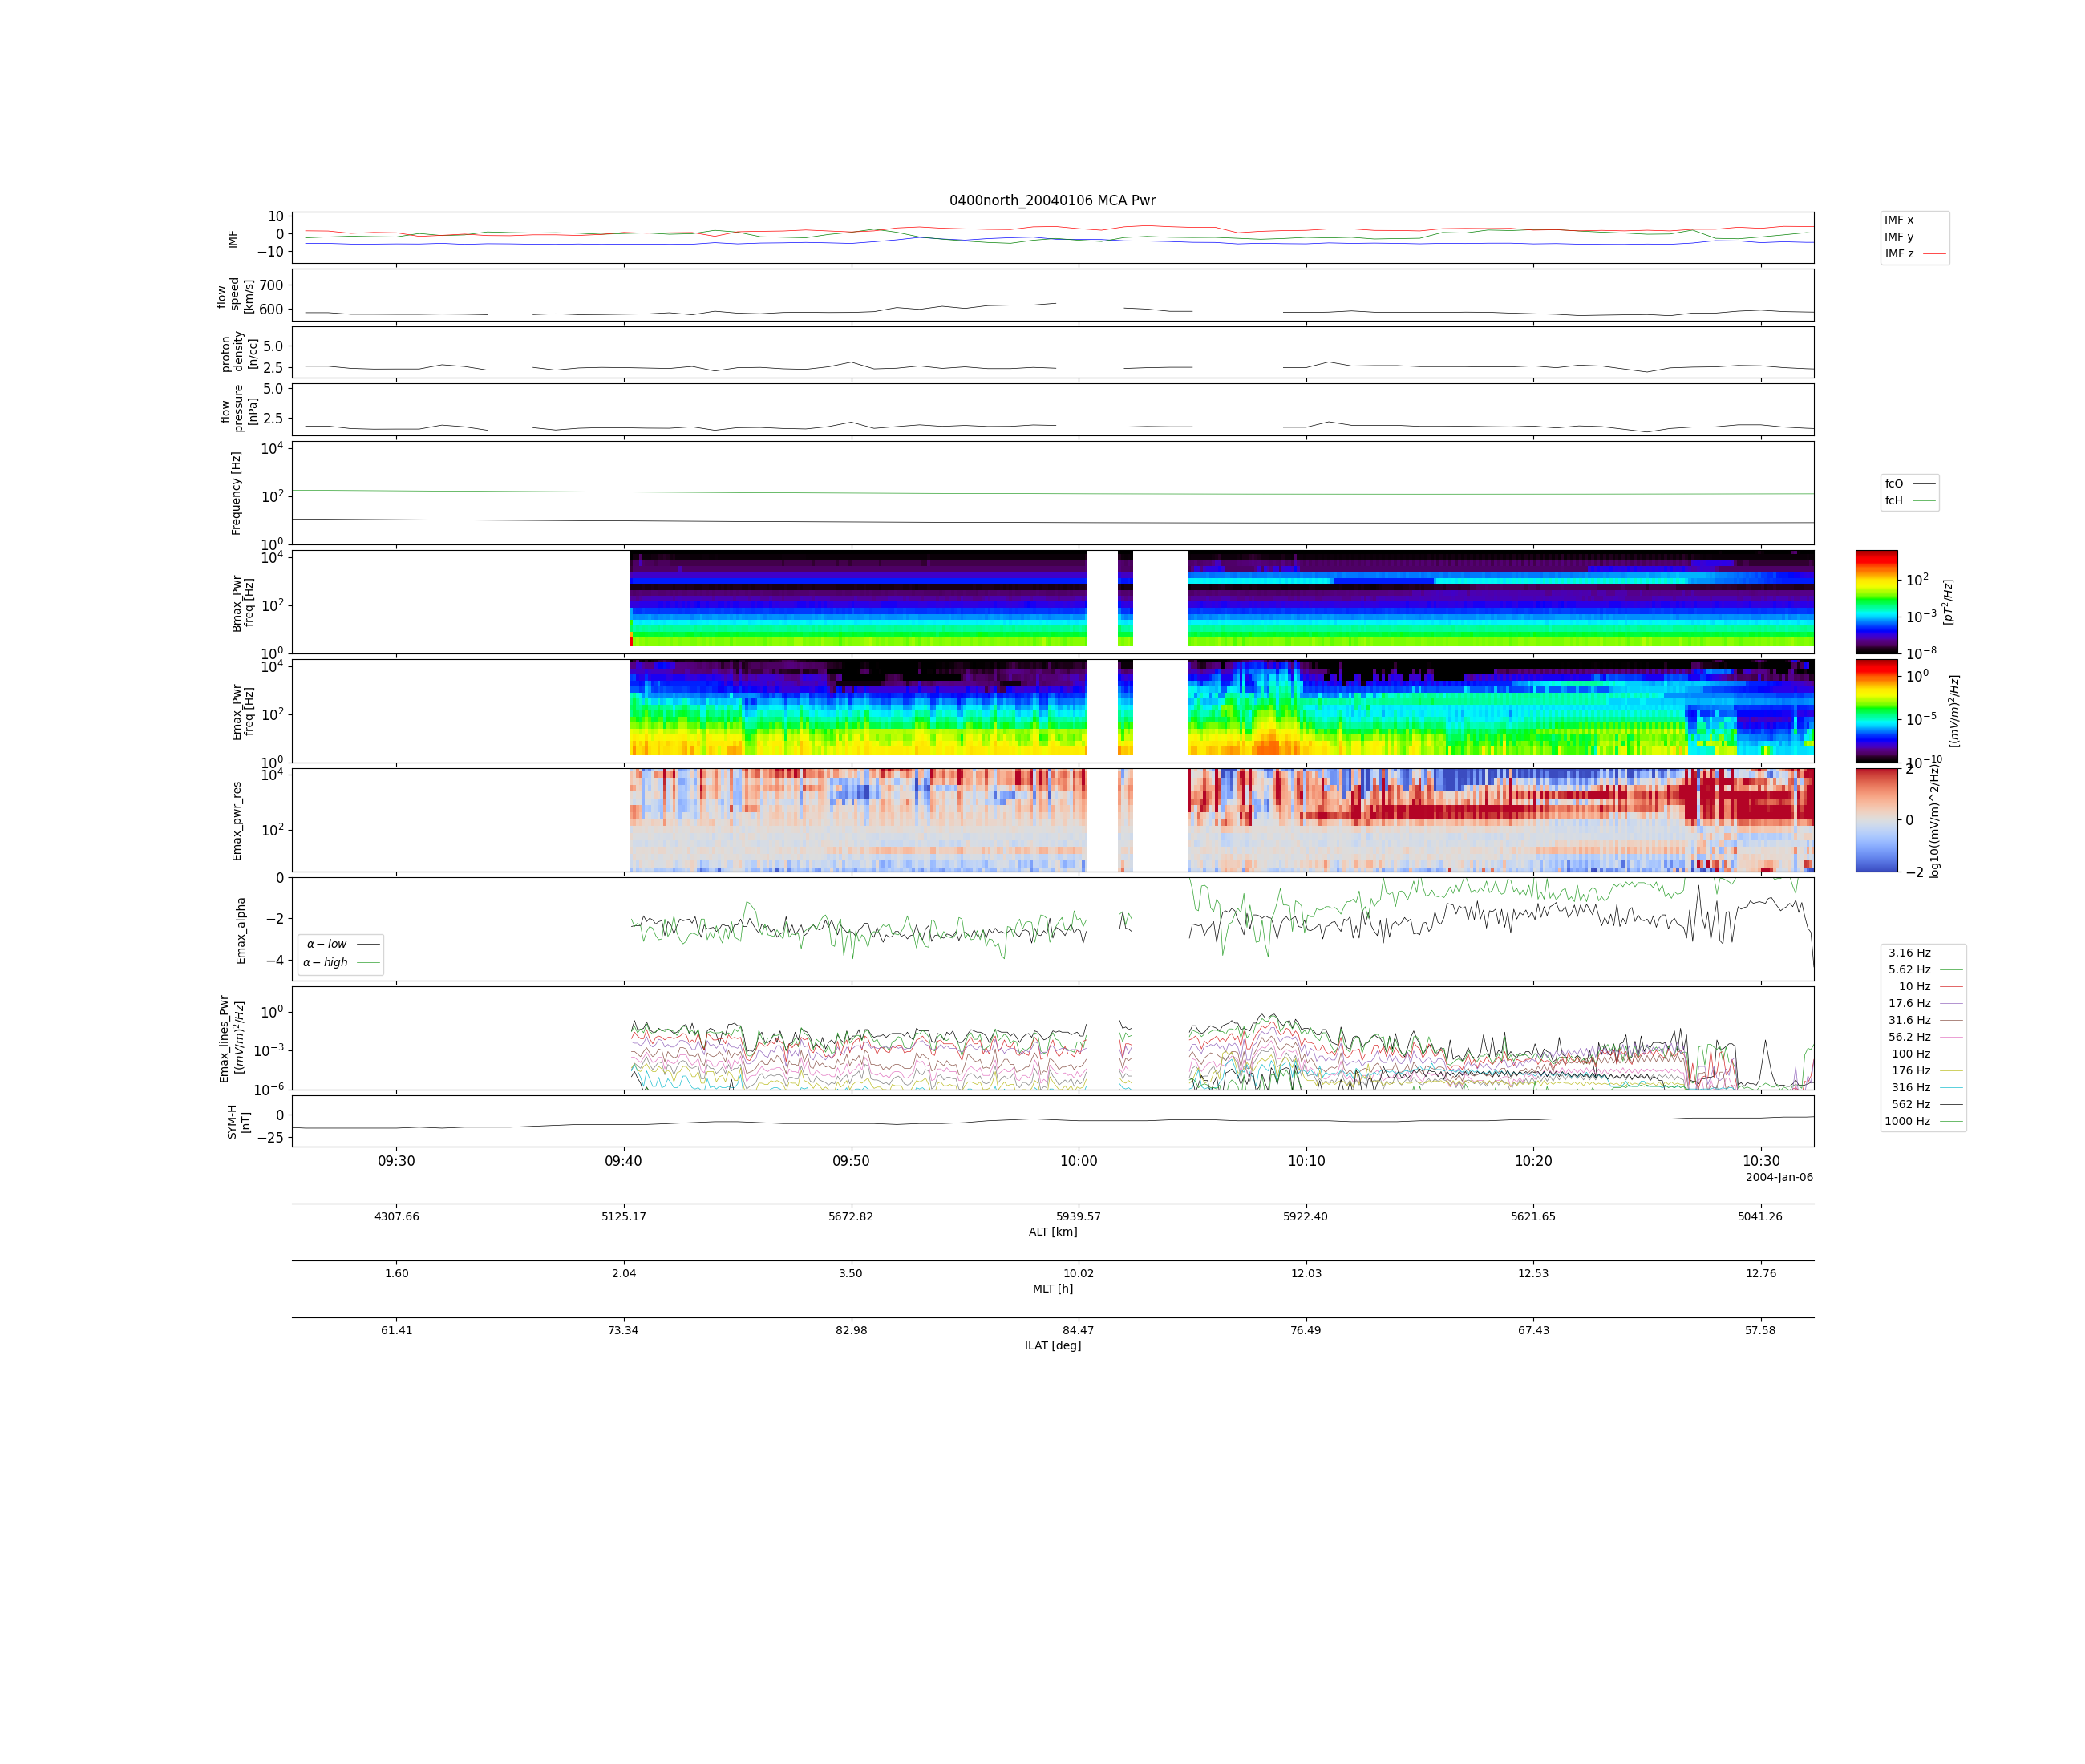 0400north_20040106 MCA Pwr
IMF
10
0
−10
IMF x
IMF y
IMF z
flow
speed
[km/s]
700
600
proton
density
[n/cc]
5.0
2.5
flow
pressure
[nPa]
5.0
2.5
Frequency [Hz]
10^4
10^2
10^0
fcO
fcH
Bmax_Pwr
freq [Hz]
10^4
10^2
10^0
10^2
10^-3
10^-8
[pT^2/Hz]
Emax_Pwr
freq [Hz]
10^4
10^2
10^0
10^0
10^-5
10^-10
[(mV/m)^2/Hz]
Emax_pwr_res
10^4
10^2
2
0
−2
log10((mV/m)^2/Hz)
Emax_alpha
0
−2
−4
α − low
α − high
Emax_lines_Pwr
[(mV/m)^2/Hz]
10^0
10^-3
10^-6
3.16 Hz
5.62 Hz
10 Hz
17.6 Hz
31.6 Hz
56.2 Hz
100 Hz
176 Hz
316 Hz
562 Hz
1000 Hz
SYM-H
[nT]
0
−25
09:30 09:40 09:50 10:00 10:10 10:20 10:30
2004-Jan-06
4307.66 5125.17 5672.82 5939.57 5922.40 5621.65 5041.26
ALT [km]
1.60 2.04 3.50 10.02 12.03 12.53 12.76
MLT [h]
61.41 73.34 82.98 84.47 76.49 67.43 57.58
ILAT [deg]